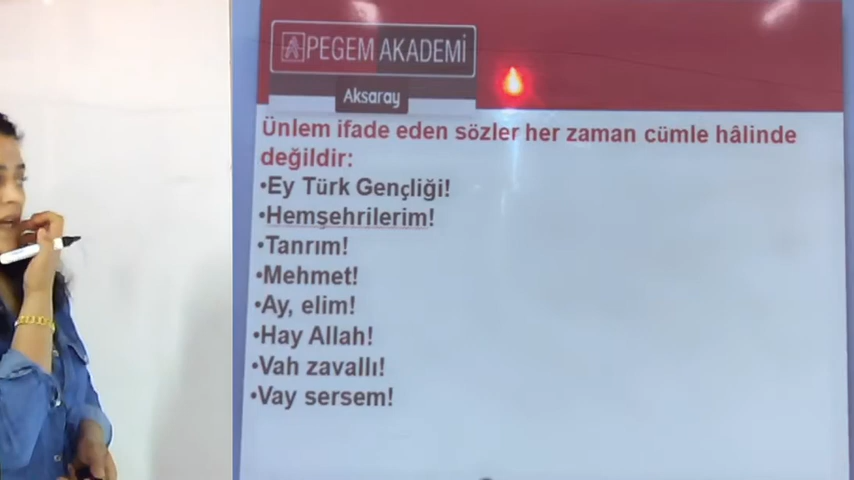 PEGEM AKADEMİ
Aksaray
Ünlem ifade eden sözler her zaman cümle hâlinde
değildir:
•Ey Türk Gençliği!
•Hemşehrilerim!
•Tanrım!
•Mehmet!
•Ay, elim!
•Hay Allah!
•Vah zavallı!
•Vay sersem!